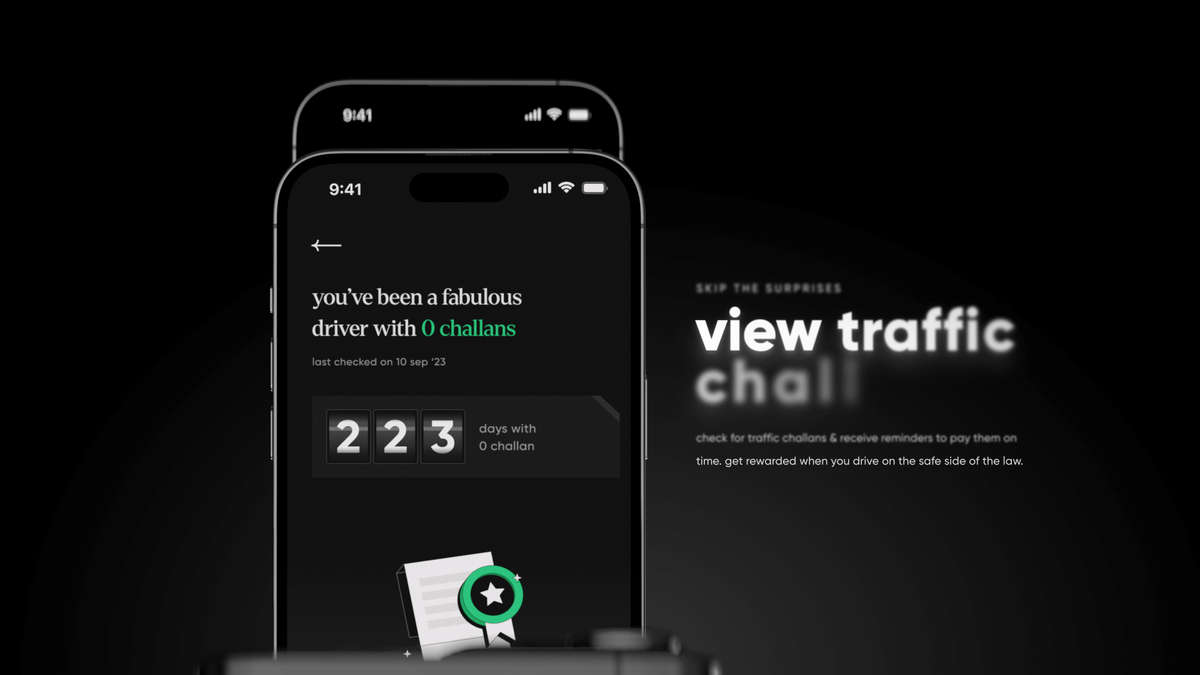 9:41
9:41
you've been a fabulous
driver with 0 challans
last checked on 10 sep '23
223 days with
0 challan
SKIP THE SURPRISES
view traffic
chall
check for traffic challans & receive reminders to pay them on
time. get rewarded when you drive on the safe side of the law.